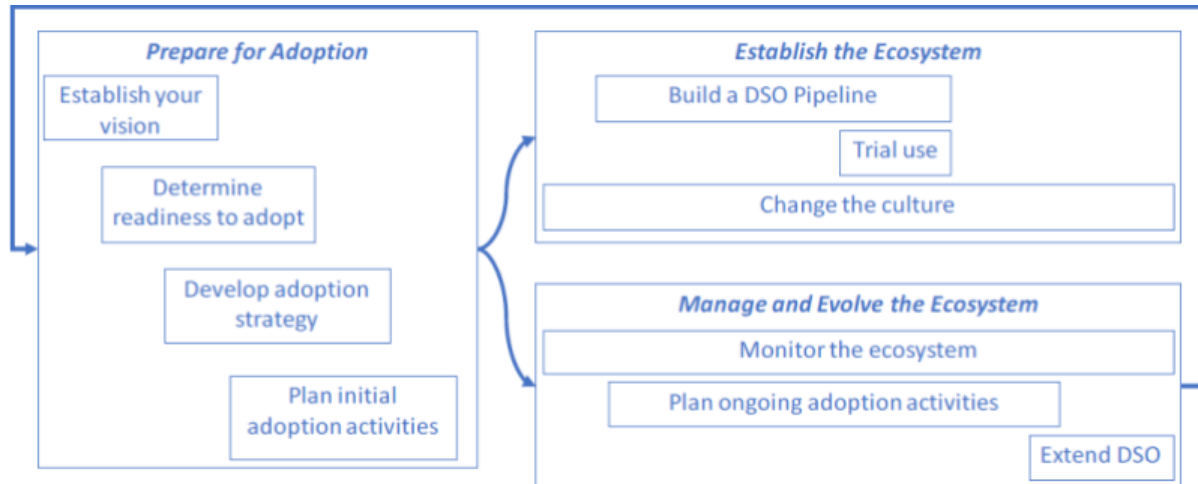 Prepare for Adoption
Establish your
vision
Determine
readiness to adopt
Develop adoption
strategy
Plan initial
adoption activities
Establish the Ecosystem
Build a DSO Pipeline
Trial use
Change the culture
Manage and Evolve the Ecosystem
Monitor the ecosystem
Plan ongoing adoption activities
Extend DSO